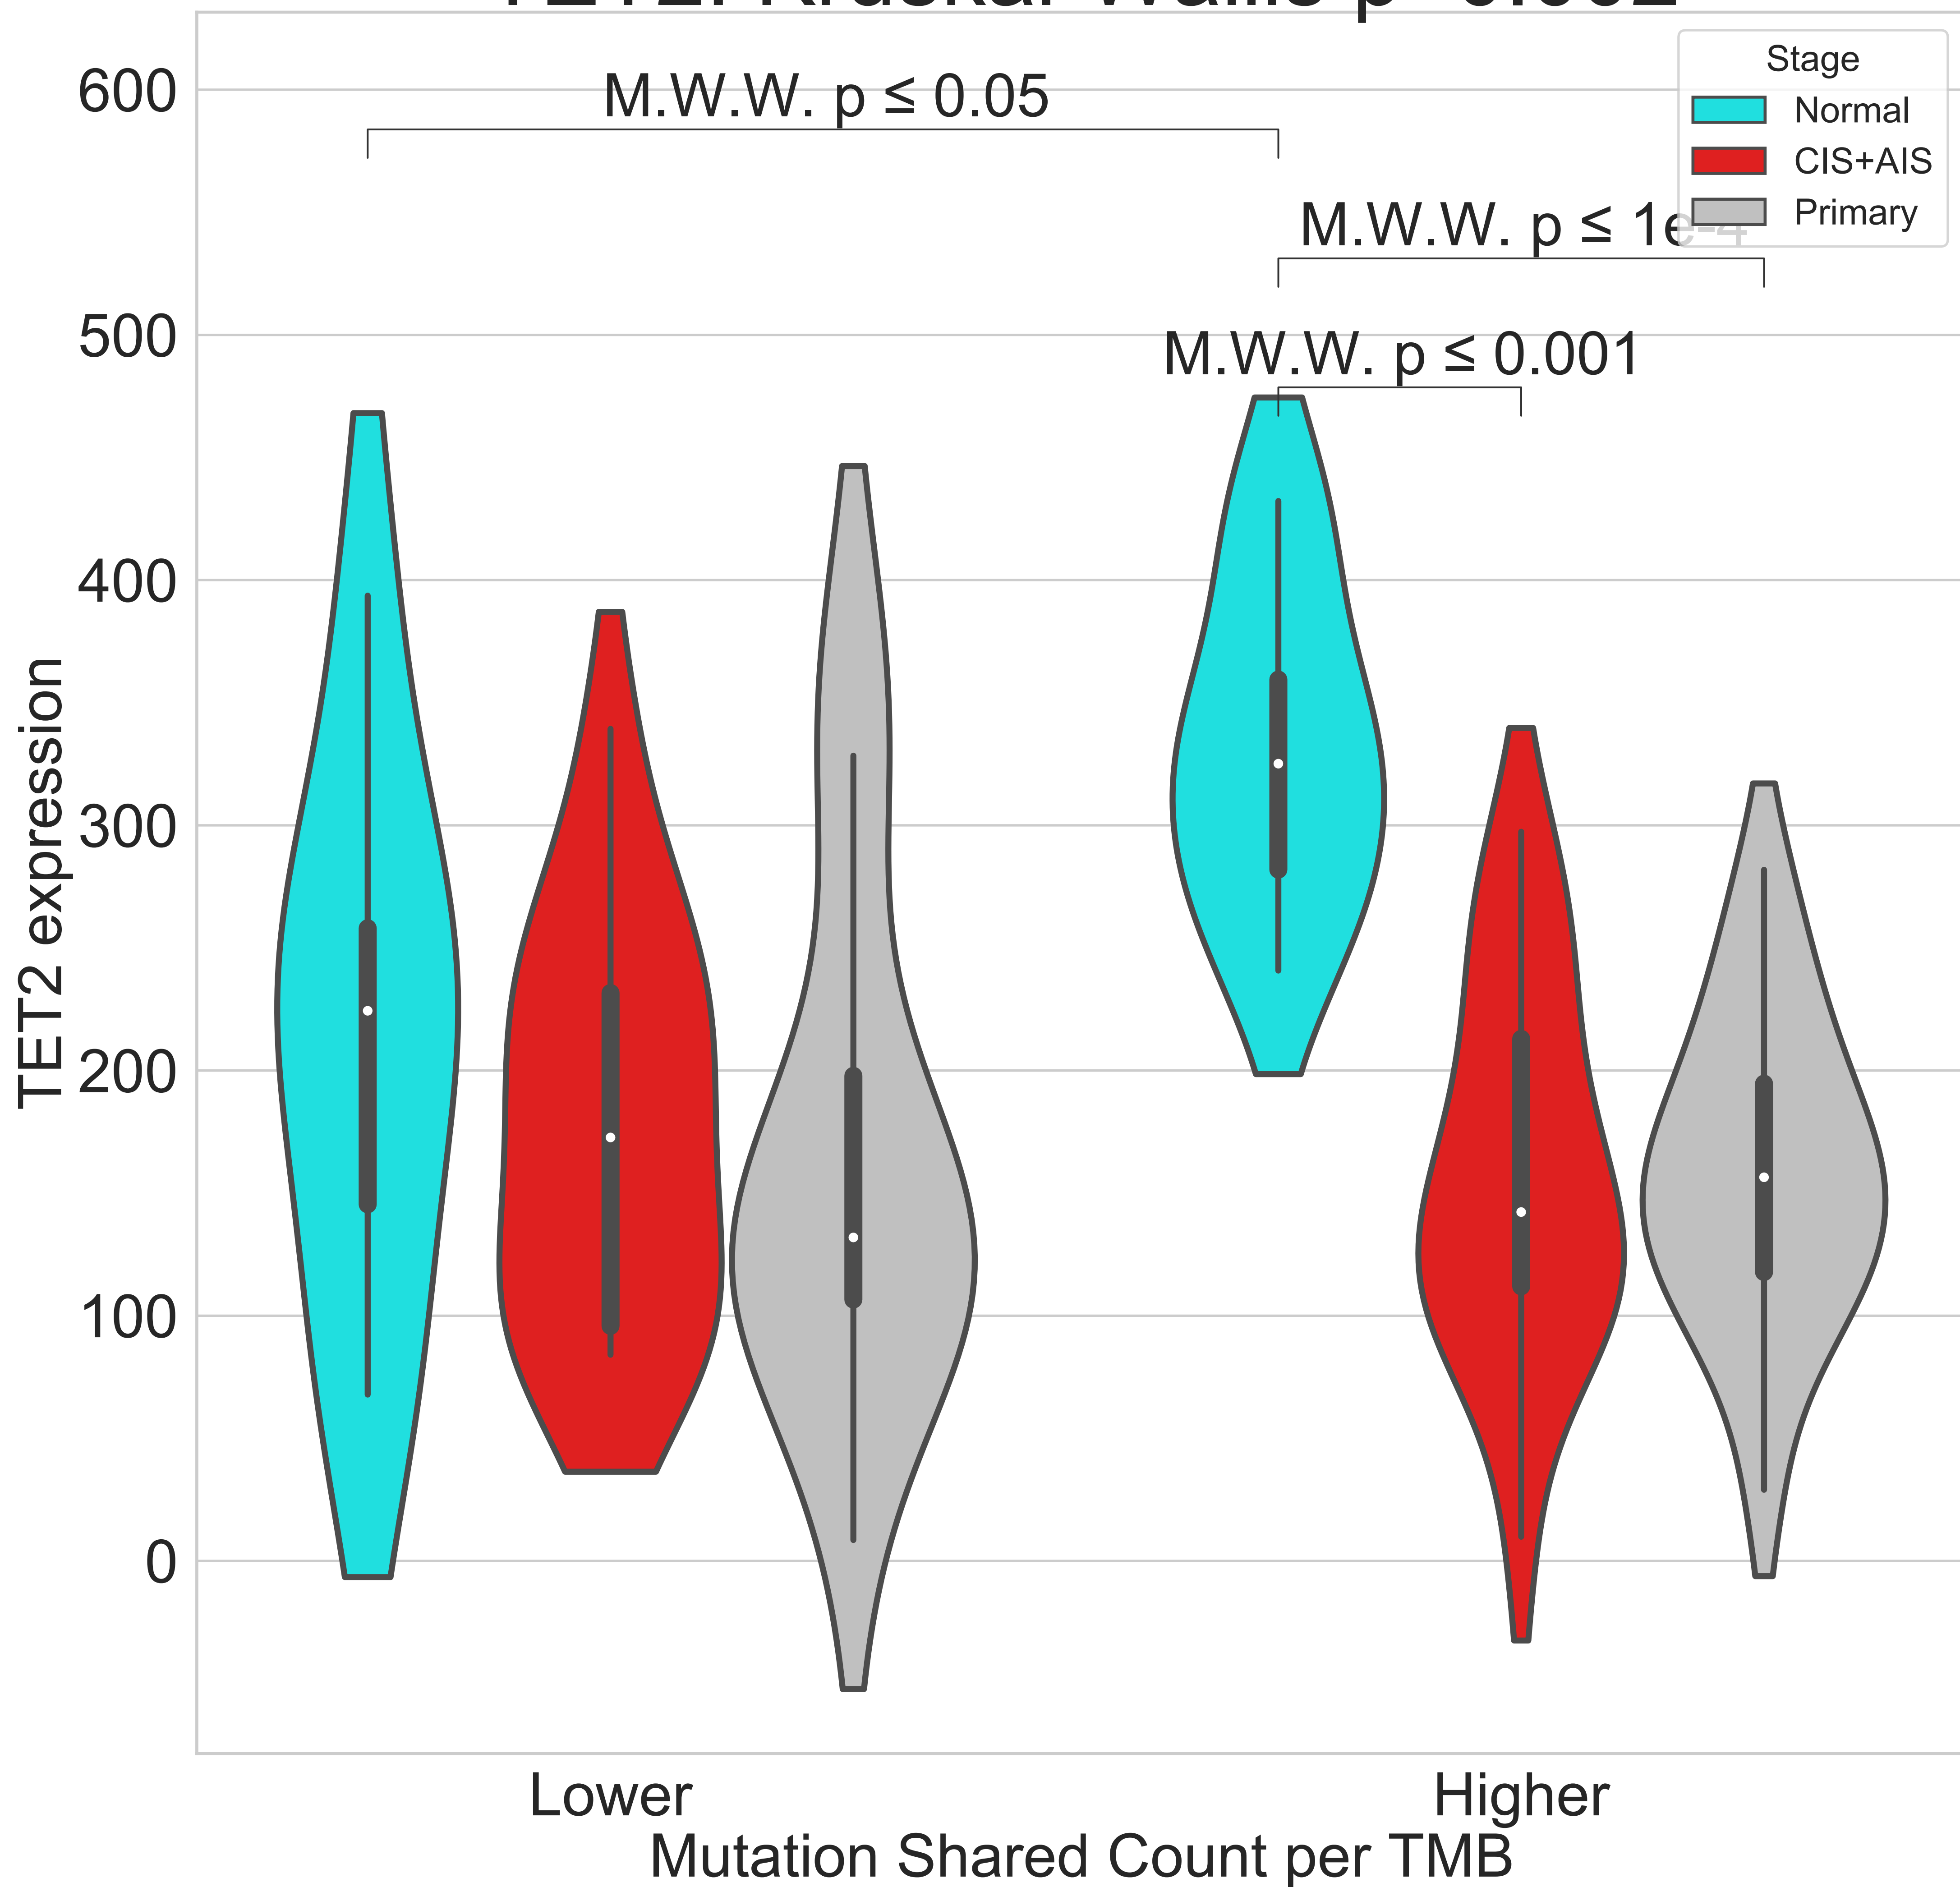 M.W.W. p ≤ 0.05
M.W.W. p ≤ 1e-4
M.W.W. p ≤ 0.001
Stage
Normal
CIS+AIS
Primary
TET2 expression
600
500
400
300
200
100
0
Lower
Higher
Mutation Shared Count per TMB